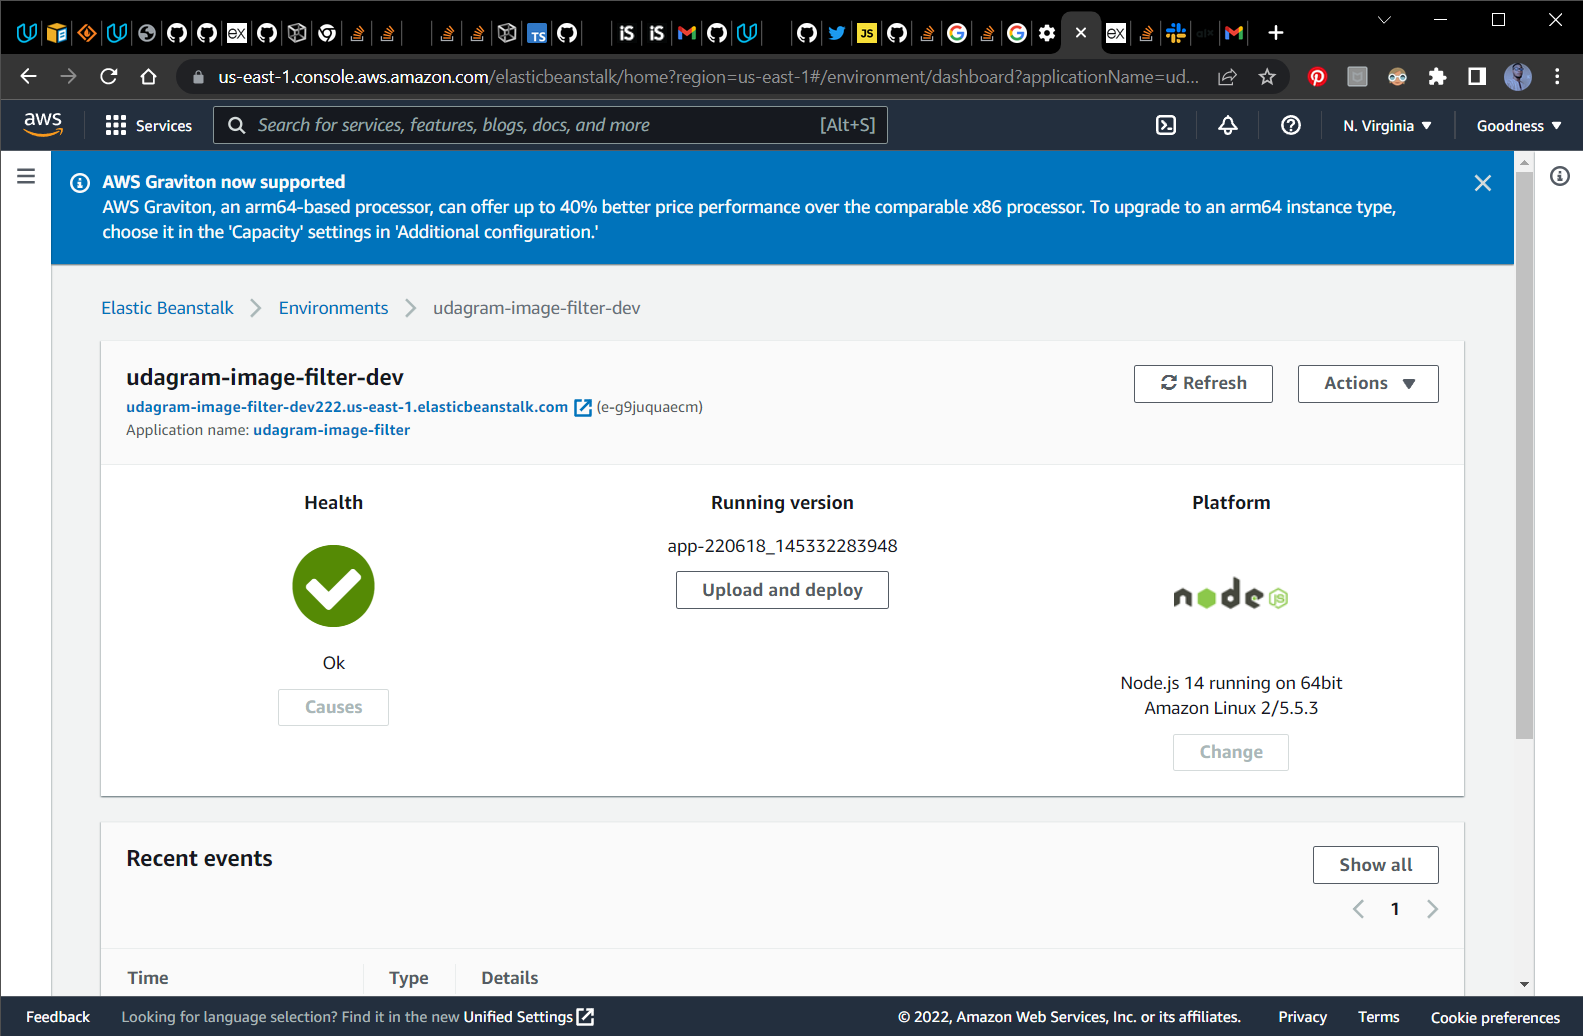 us-east-1.console.aws.amazon.com/elasticbeanstalk/home?region=us-east-1#/environment/dashboard?applicationName=ud...
aws
Services
Search for services, features, blogs, docs, and more
[Alt+S]
N. Virginia
Goodness
AWS Graviton now supported
AWS Graviton, an arm64-based processor, can offer up to 40% better price performance over the comparable x86 processor. To upgrade to an arm64 instance type,
choose it in the 'Capacity' settings in 'Additional configuration.'
Elastic Beanstalk
Environments
udagram-image-filter-dev
udagram-image-filter-dev
Refresh
Actions
udagram-image-filter-dev222.us-east-1.elasticbeanstalk.com (e-g9juquaecm)
Application name: udagram-image-filter
Health
Running version
Platform
app-220618_145332283948
Upload and deploy
node JS
Ok
Causes
Node.js 14 running on 64bit
Amazon Linux 2/5.5.3
Change
Recent events
Show all
1
Time
Type
Details
Feedback
Looking for language selection? Find it in the new Unified Settings
© 2022, Amazon Web Services, Inc. or its affiliates.
Privacy
Terms
Cookie preferences